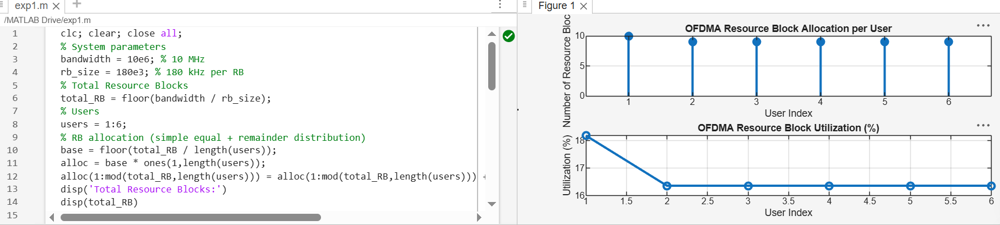 exp1.m
/MATLAB Drive/exp1.m
1 clc; clear; close all;
2 % System parameters
3 bandwidth = 10e6; % 10 MHz
4 rb_size = 180e3; % 180 kHz per RB
5 % Total Resource Blocks
6 total_RB = floor(bandwidth / rb_size);
7 % Users
8 users = 1:6;
9 % RB allocation (simple equal + remainder distribution)
10 base = floor(total_RB / length(users));
11 alloc = base * ones(1,length(users));
12 alloc(1:mod(total_RB,length(users))) = alloc(1:mod(total_RB,length(users))) +
13 disp('Total Resource Blocks:')
14 disp(total_RB)
15
Figure 1
OFDMA Resource Block Allocation per User
Number of Resource Bloc
10
5
0
1 2 3 4 5 6
User Index
OFDMA Resource Block Utilization (%)
Utilization (%)
18
17
16
1 1.5 2 2.5 3 3.5 4 4.5 5 5.5 6
User Index